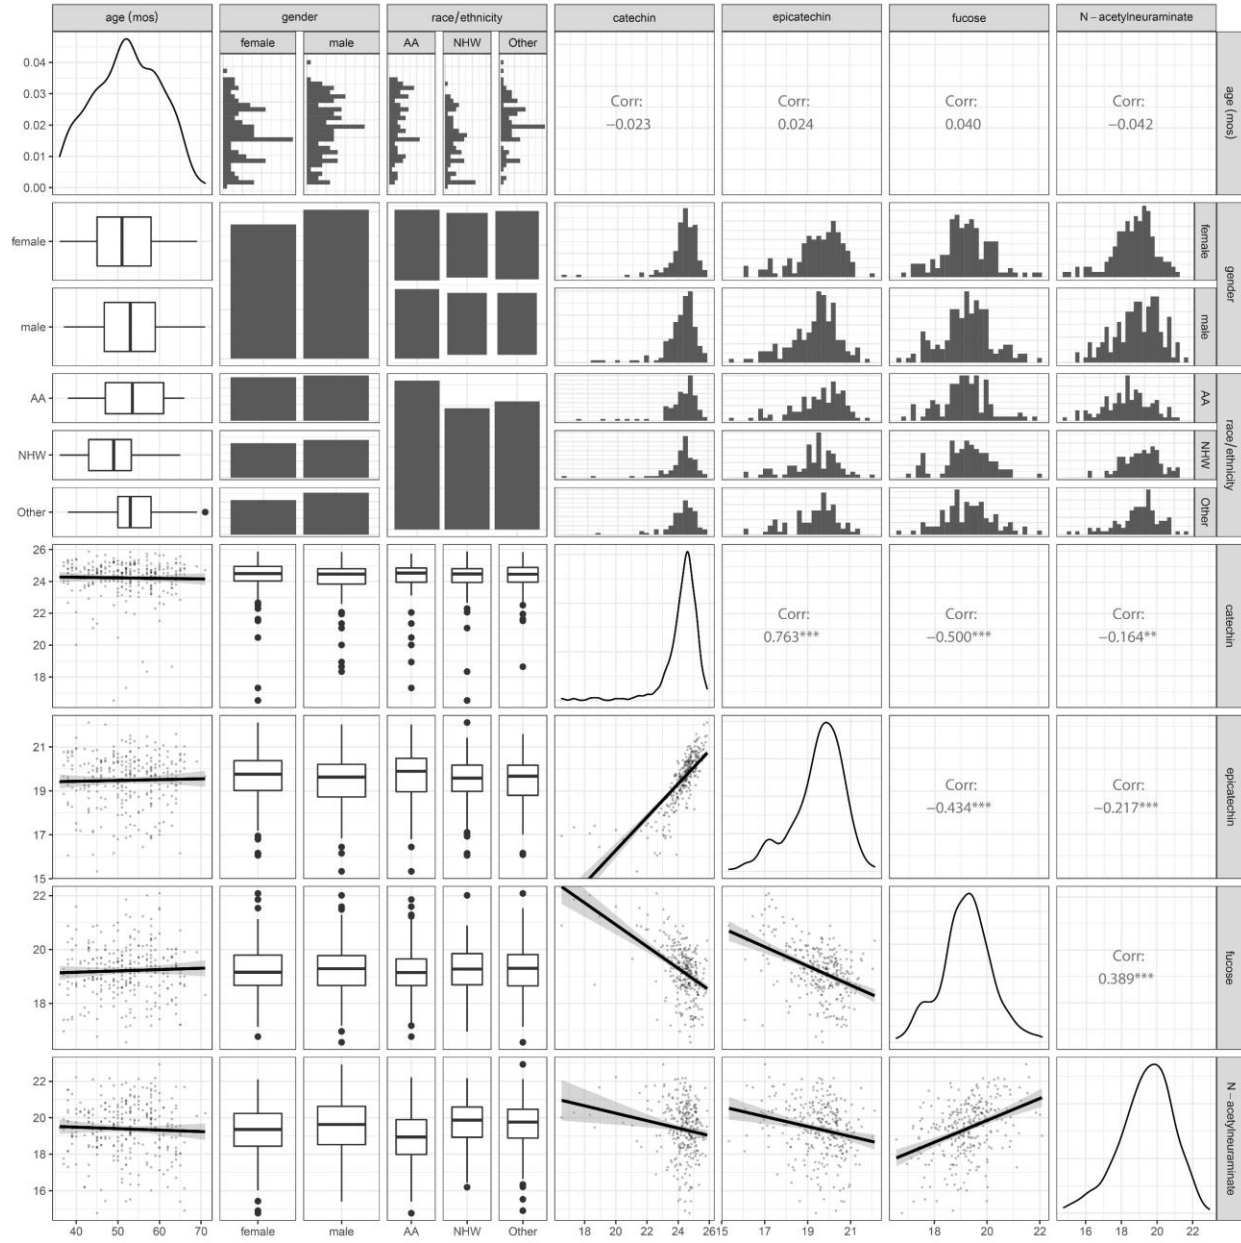 age (mos) gender race/ethnicity catechin epicatechin fucose N-acetylneuraminate
female male AA NHW Other
0.04
0.03
0.02
0.01
0.00
Corr:
−0.023
Corr:
0.024
Corr:
0.040
Corr:
−0.042
age (mos)
female
female
male
male
gender
AA
AA
NHW
NHW
Other
Other
race/ethnicity
26
24
22
20
18
Corr:
0.763***
Corr:
−0.500***
Corr:
−0.164**
catechin
21
19
17
15
Corr:
−0.434***
Corr:
−0.217***
epicatechin
22
20
18
Corr:
0.389***
fucose
22
20
18
16
N-acetylneuraminate
40 50 60 70 female male AA NHW Other 18 20 22 24 26 15 17 19 21 18 20 22 16 18 20 22